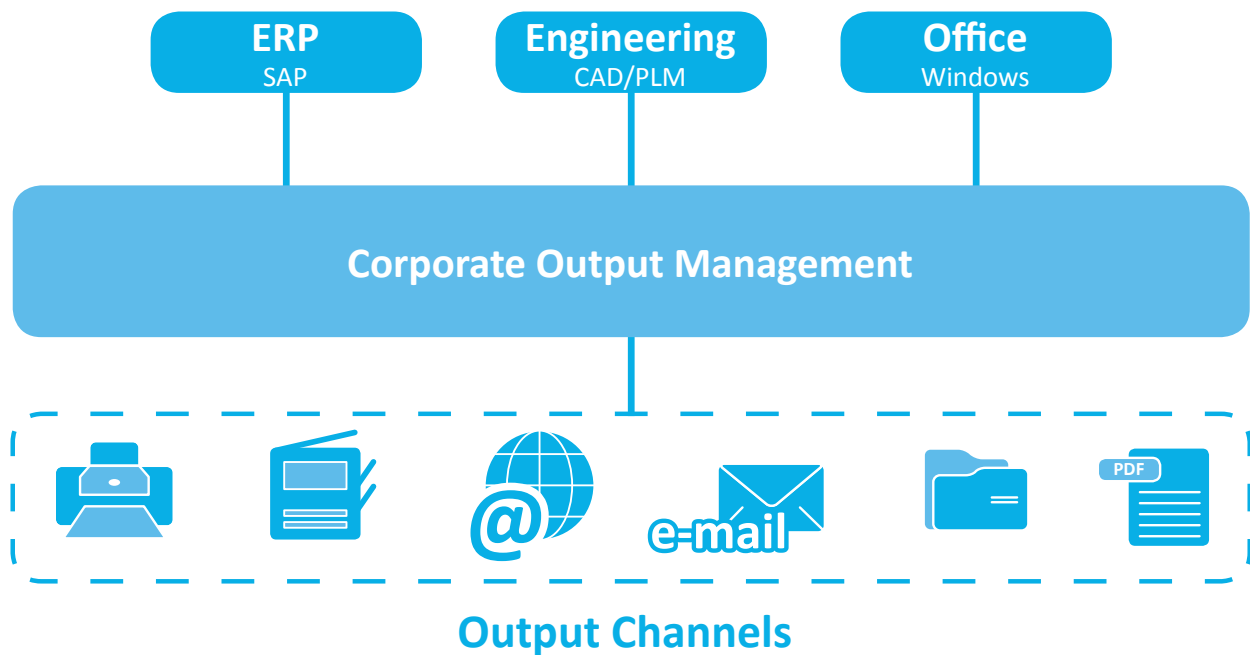 ERP
SAP
Engineering
CAD/PLM
Office
Windows
Corporate Output Management
@
e-mail
PDF
Output Channels